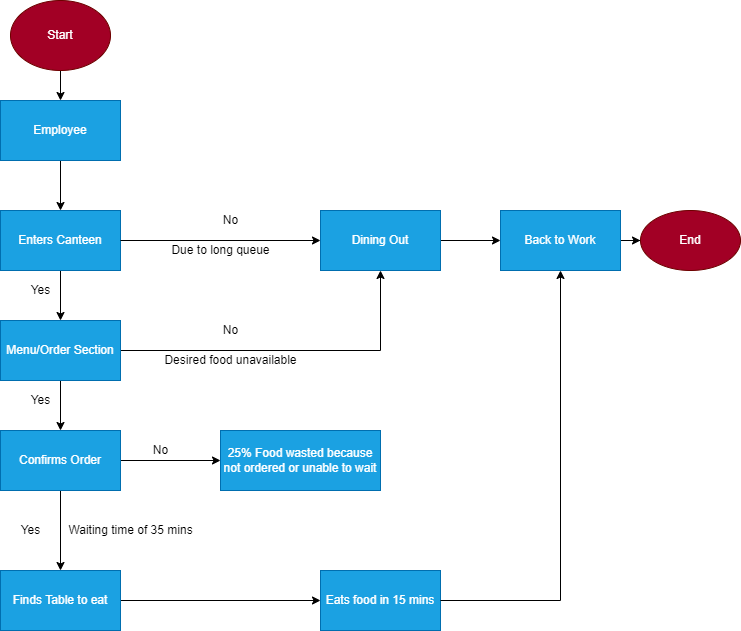 Start
Employee
Enters Canteen
No
Due to long queue
Dining Out
Back to Work
End
Yes
Menu/Order Section
No
Desired food unavailable
Yes
Confirms Order
No
25% Food wasted because
not ordered or unable to wait
Yes
Waiting time of 35 mins
Finds Table to eat
Eats food in 15 mins